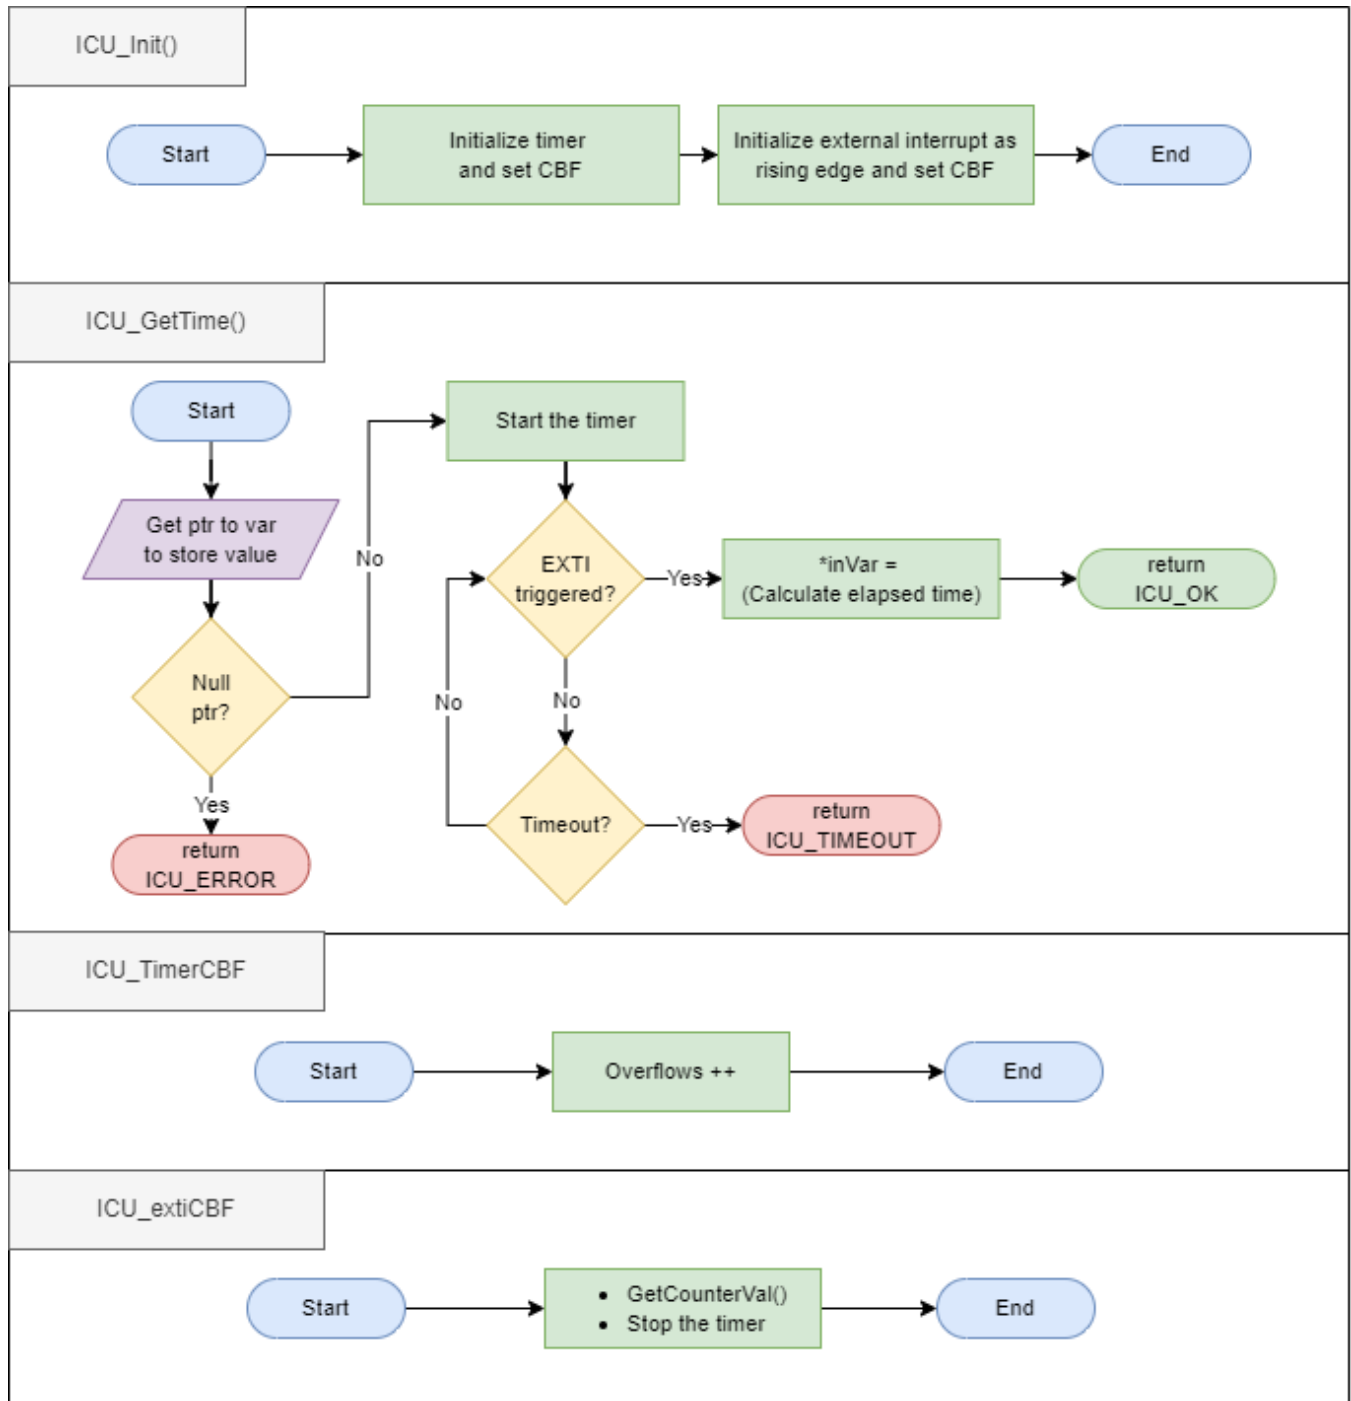 ICU_Init()
Start
Initialize timer
and set CBF
Initialize external interrupt as
rising edge and set CBF
End
ICU_GetTime()
Start
Get ptr to var
to store value
Null
ptr?
Yes
return
ICU_ERROR
No
Start the timer
EXTI
triggered?
Yes
*inVar =
(Calculate elapsed time)
return
ICU_OK
No
No
Timeout?
Yes
return
ICU_TIMEOUT
ICU_TimerCBF
Start
Overflows ++
End
ICU_extiCBF
Start
• GetCounterVal()
• Stop the timer
End